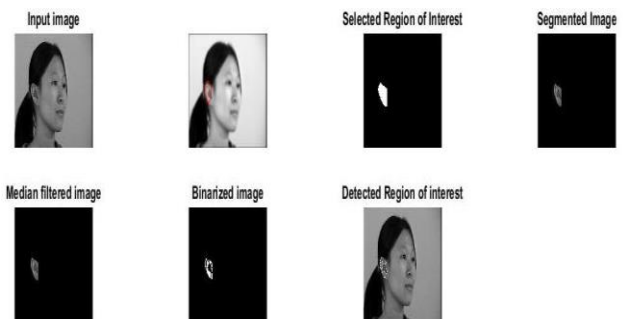 Input image
Selected Region of Interest
Segmented Image
Median filtered image
Binarized image
Detected Region of interest